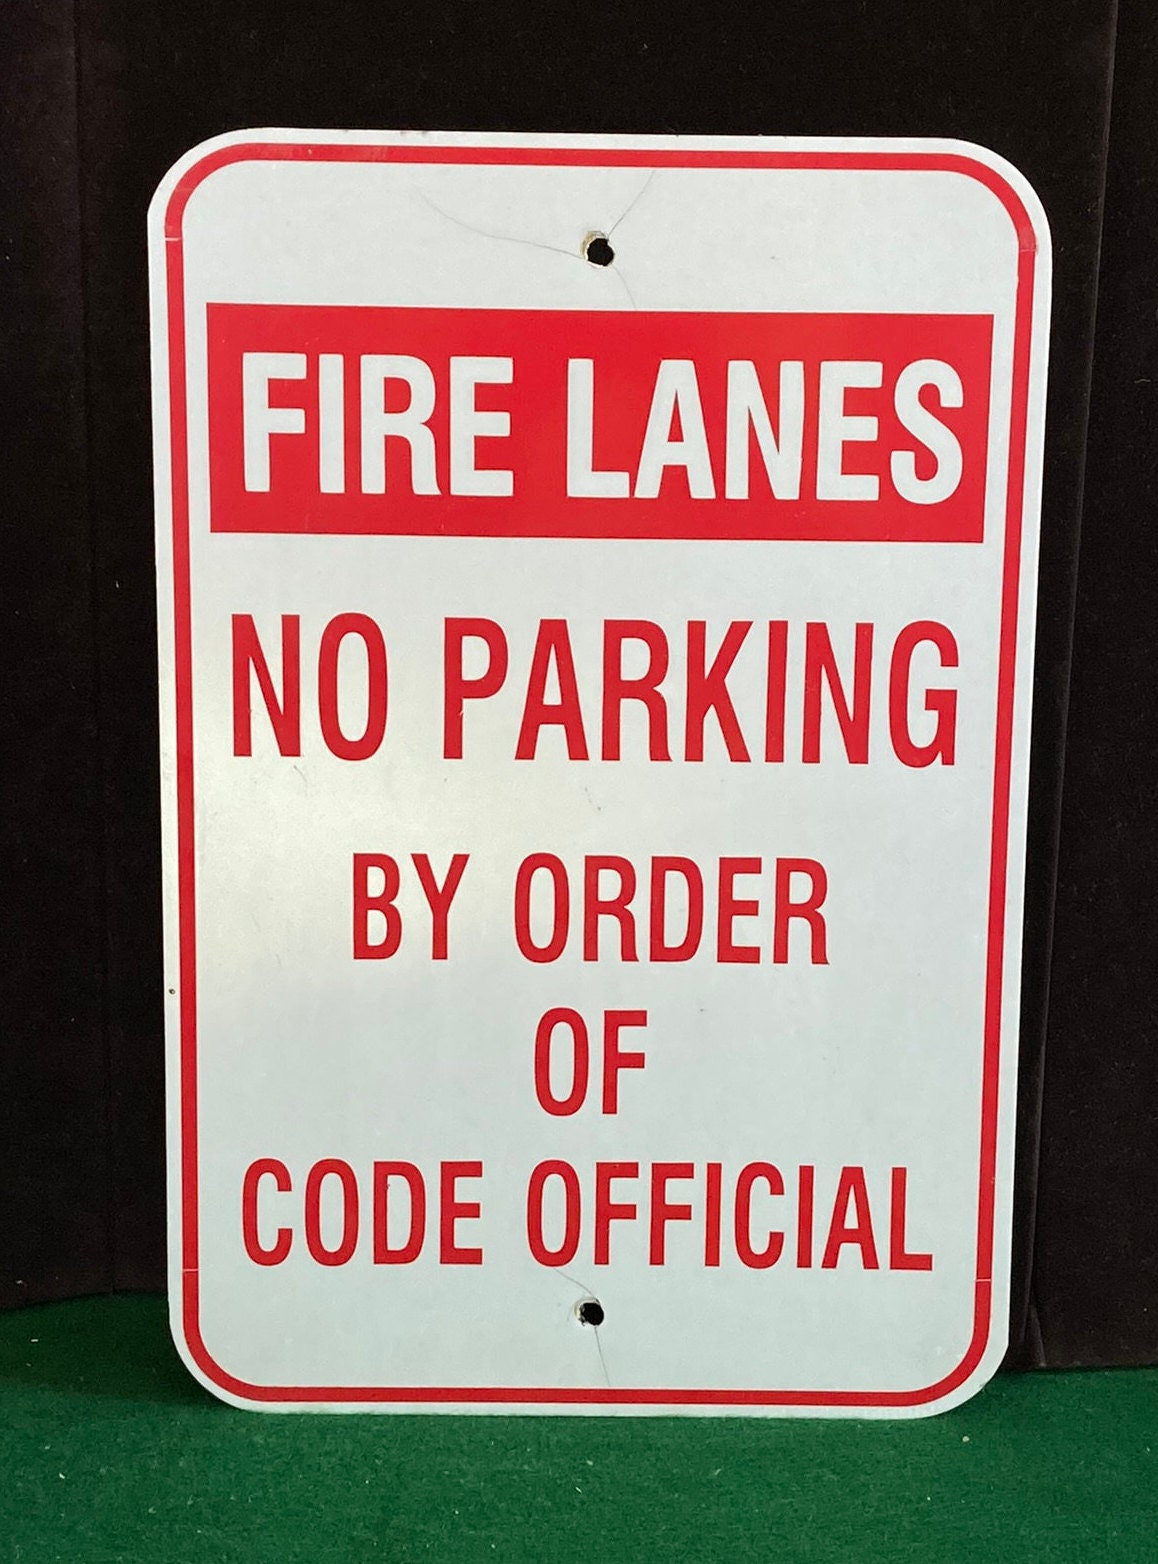 FIRE LANES
NO PARKING
BY ORDER
OF
CODE OFFICIAL